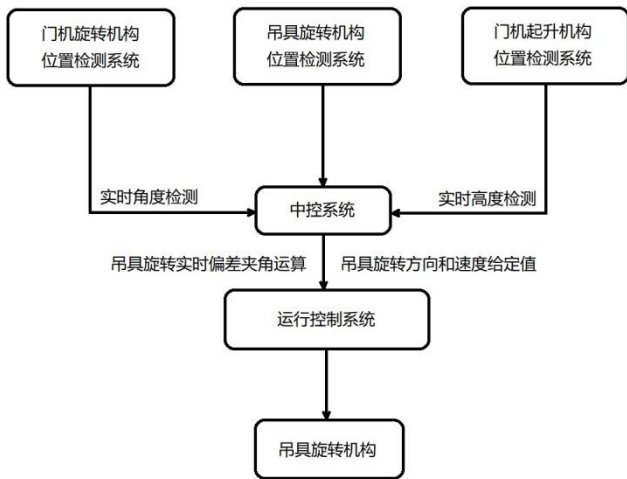 门机旋转机构
位置检测系统
吊具旋转机构
位置检测系统
门机起升机构
位置检测系统
实时角度检测
中控系统
实时高度检测
吊具旋转实时偏差夹角运算
吊具旋转方向和速度给定值
运行控制系统
吊具旋转机构